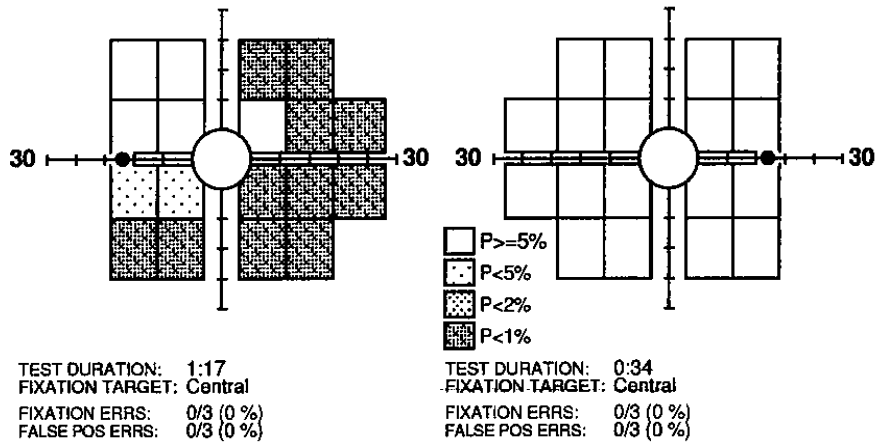 30
30
30
30
P>=5%
P<5%
P<2%
P<1%
TEST DURATION: 1:17
FIXATION TARGET: Central
FIXATION ERRS: 0/3 (0 %)
FALSE POS ERRS: 0/3 (0 %)
TEST DURATION: 0:34
FIXATION TARGET: Central
FIXATION ERRS: 0/3 (0 %)
FALSE POS ERRS: 0/3 (0 %)